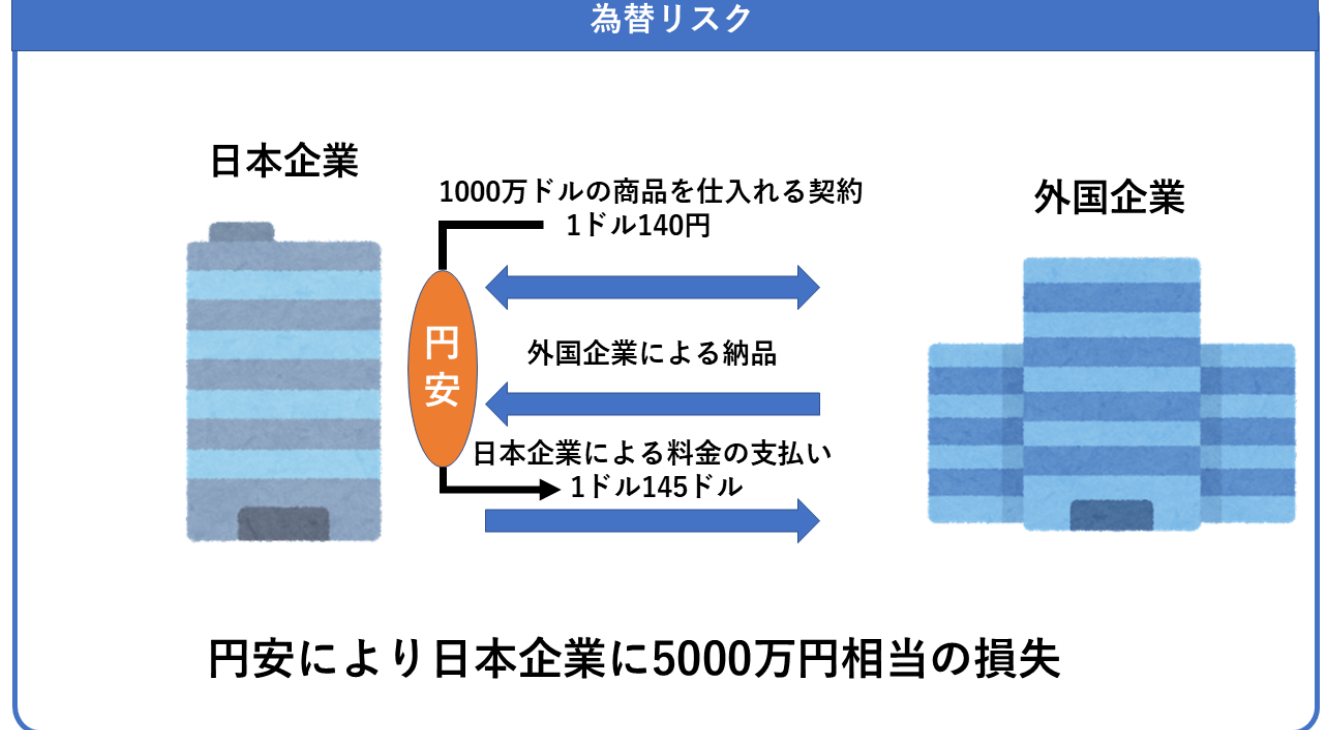 為替リスク
日本企業
1000万ドルの商品を仕入れる契約
1ドル140円
外国企業
円
安
外国企業による納品
日本企業による料金の支払い
1ドル145ドル
円安により日本企業に5000万円相当の損失